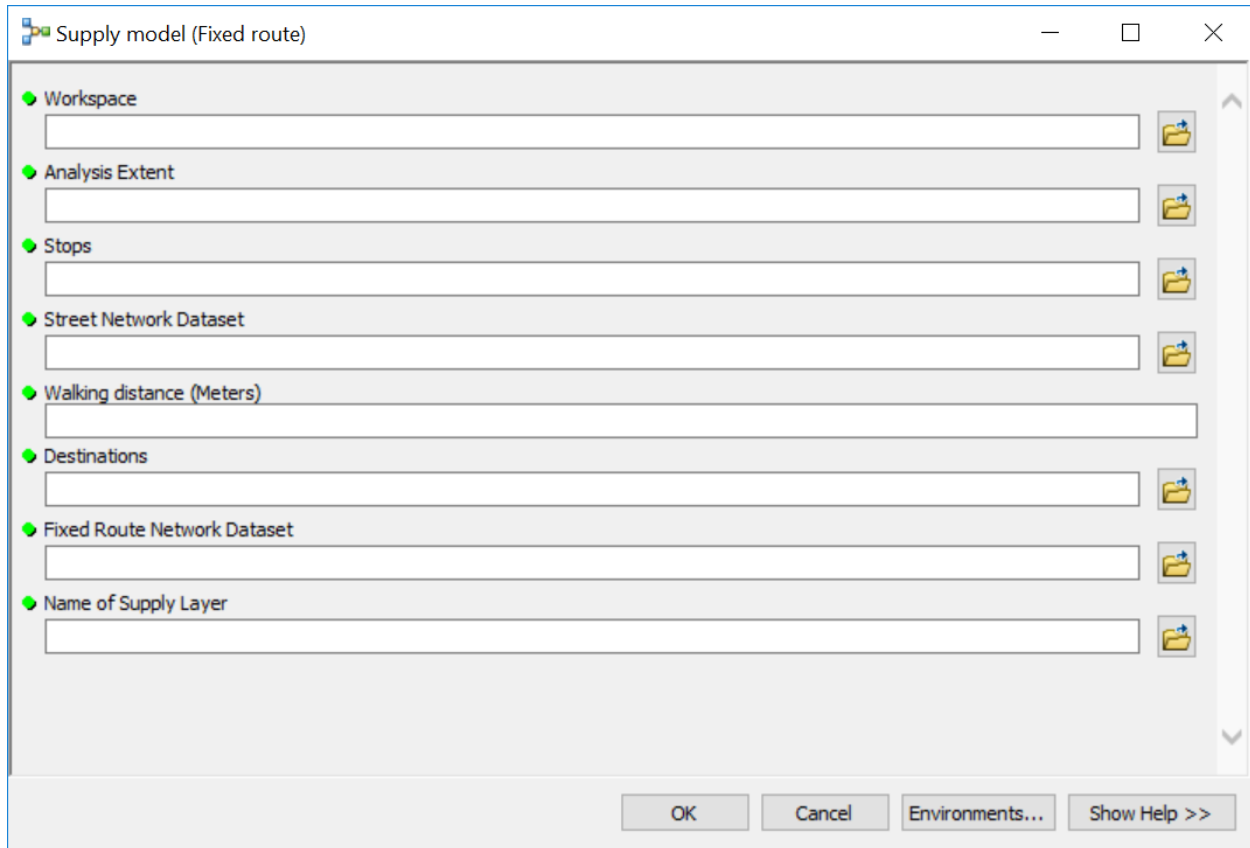 Supply model (Fixed route)
Workspace
Analysis Extent
Stops
Street Network Dataset
Walking distance (Meters)
Destinations
Fixed Route Network Dataset
Name of Supply Layer
OK Cancel Environments... Show Help >>